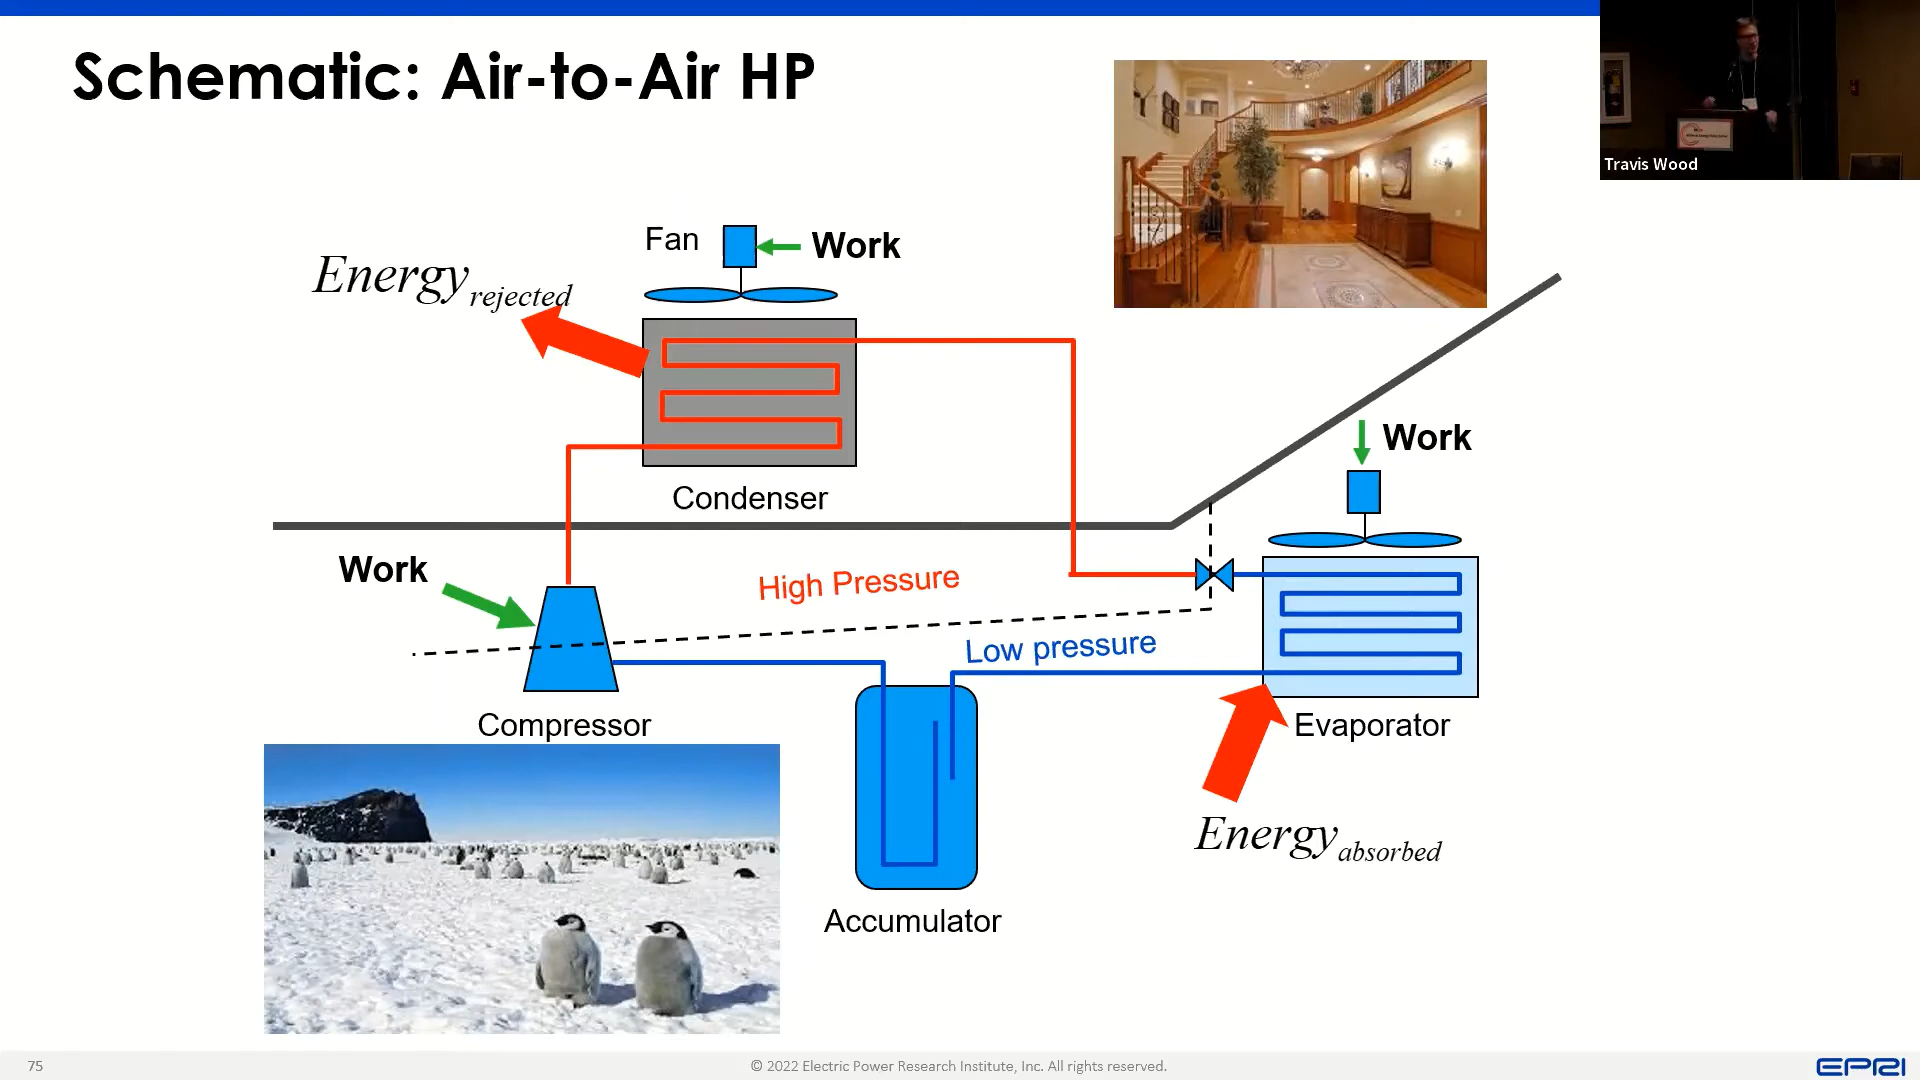 Schematic: Air-to-Air HP
Travis Wood
Fan
Work
Energy rejected
Condenser
Work
Work
High Pressure
Low pressure
Compressor
Evaporator
Energy absorbed
Accumulator
75
© 2022 Electric Power Research Institute, Inc. All rights reserved.
EPRI